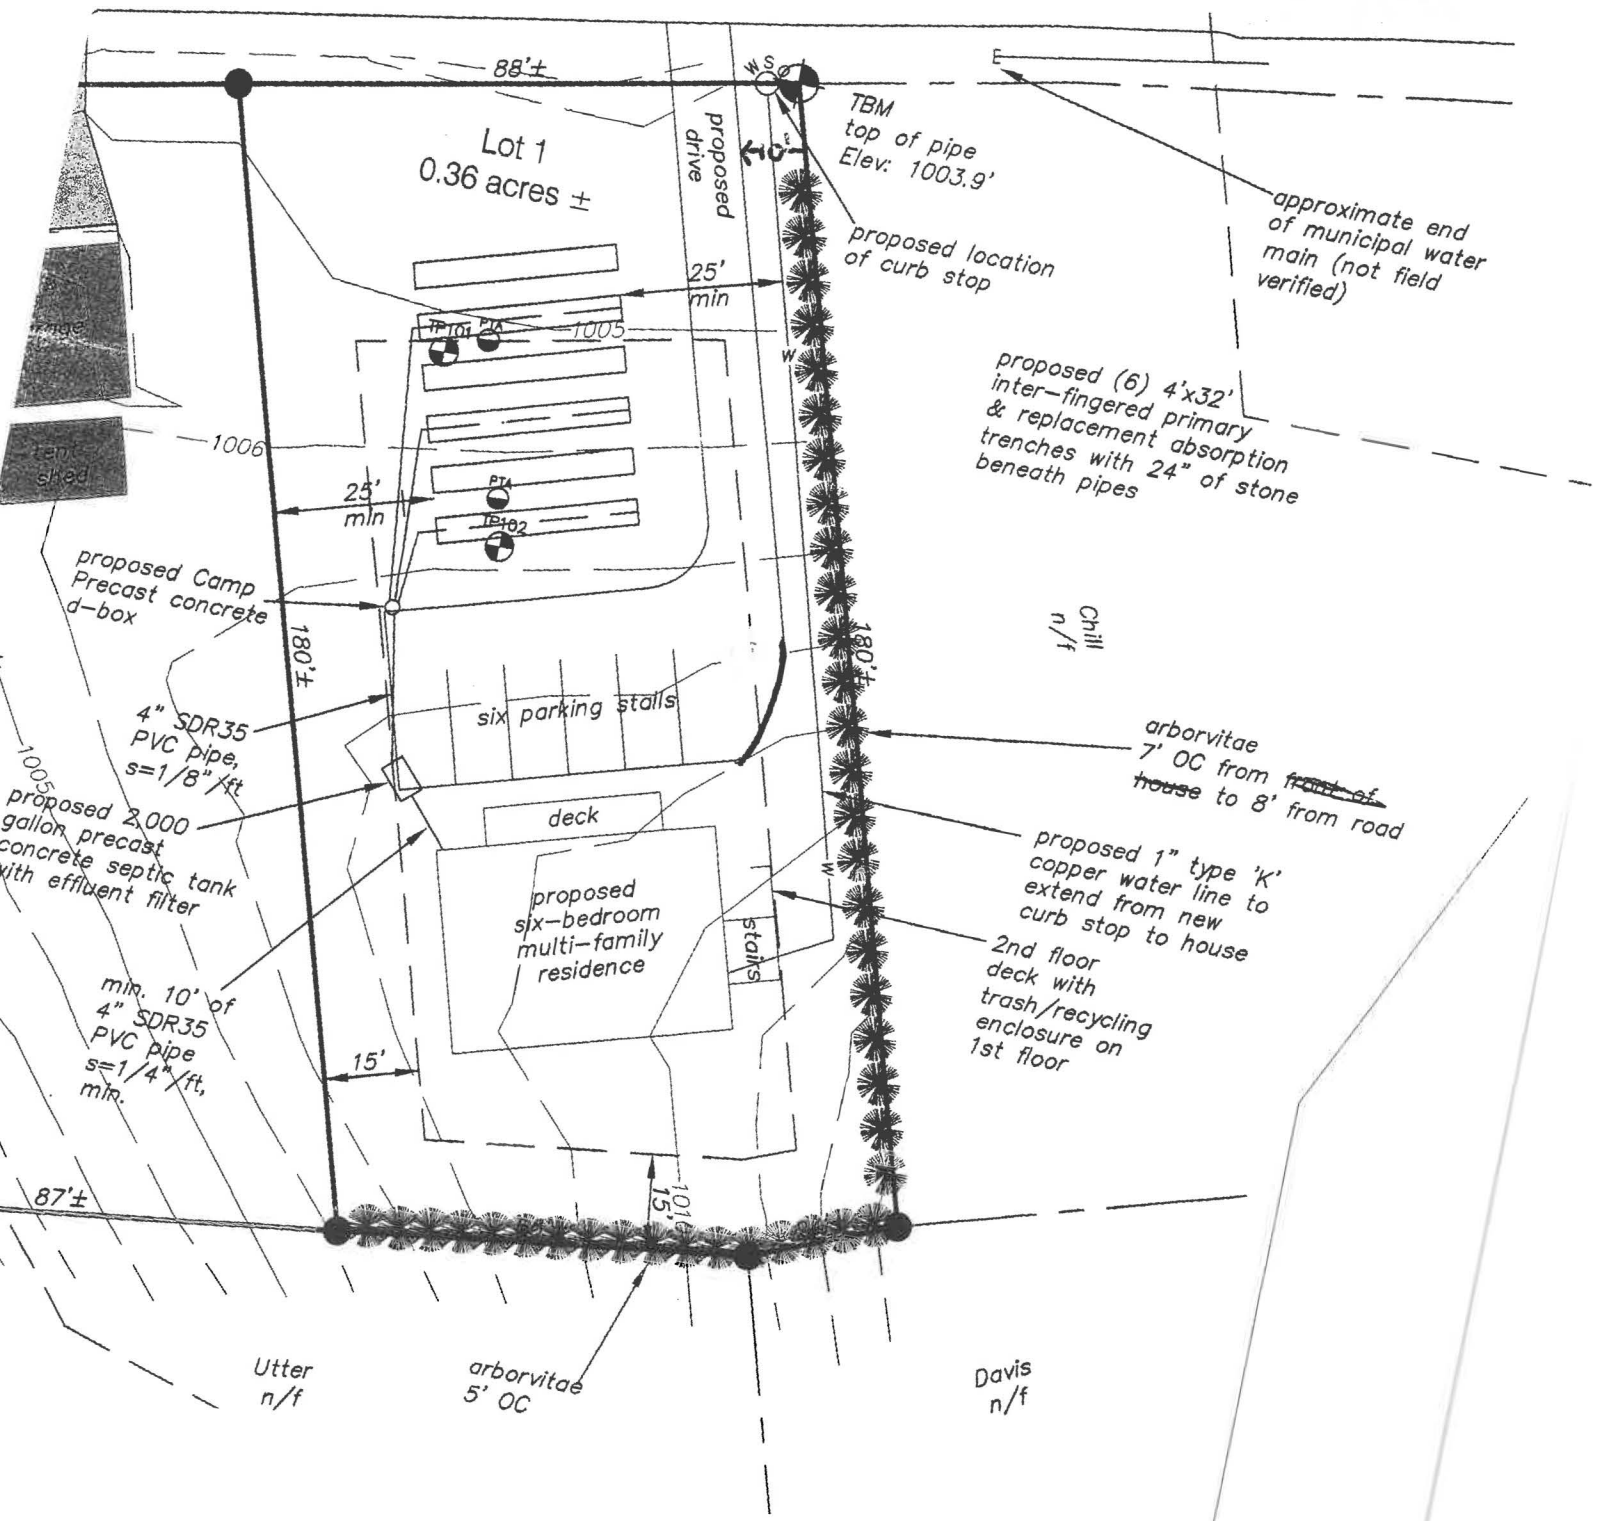 88'±
W S
Lot 1
0.36 acres ±
proposed
drive
10'
TBM
top of pipe
Elev: 1003.9'
E
approximate end
of municipal water
main (not field
verified)
proposed location
of curb stop
25'
min
TP101
PTA
1005
W
proposed (6) 4'x32'
inter-fingered primary
& replacement absorption
trenches with 24" of stone
beneath pipes
tent
shed
1006
25'
min
PTA
TP102
proposed Camp
Precast concrete
d-box
180'±
180'±
Chill
n/f
4" SDR35
PVC pipe,
s=1/8"/ft
1005
six parking stalls
arborvitae
7' OC from front of
house to 8' from road
proposed 2,000
gallon precast
concrete septic tank
with effluent filter
deck
proposed
six-bedroom
multi-family
residence
stairs
W
proposed 1" type 'K'
copper water line to
extend from new
curb stop to house
2nd floor
deck with
trash/recycling
enclosure on
1st floor
min. 10' of
4" SDR35
PVC pipe
s=1/4"/ft,
min.
15'
87'±
15'
Utter
n/f
arborvitae
5' OC
Davis
n/f